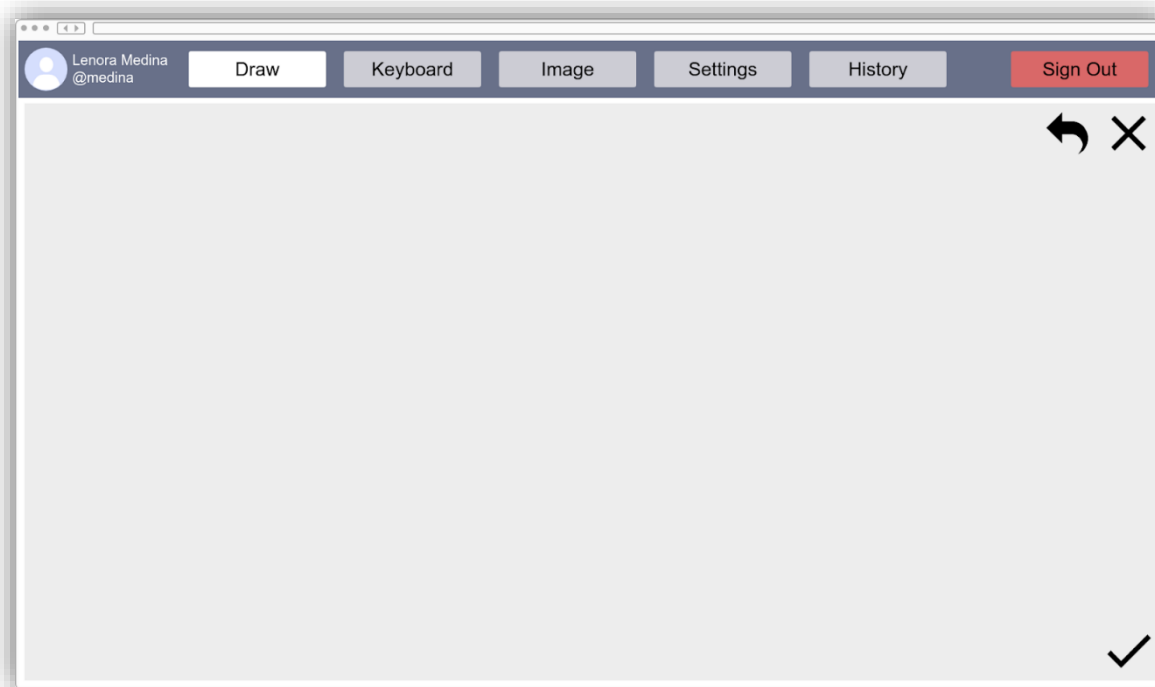 Lenora Medina
@medina
Draw
Keyboard
Image
Settings
History
Sign Out